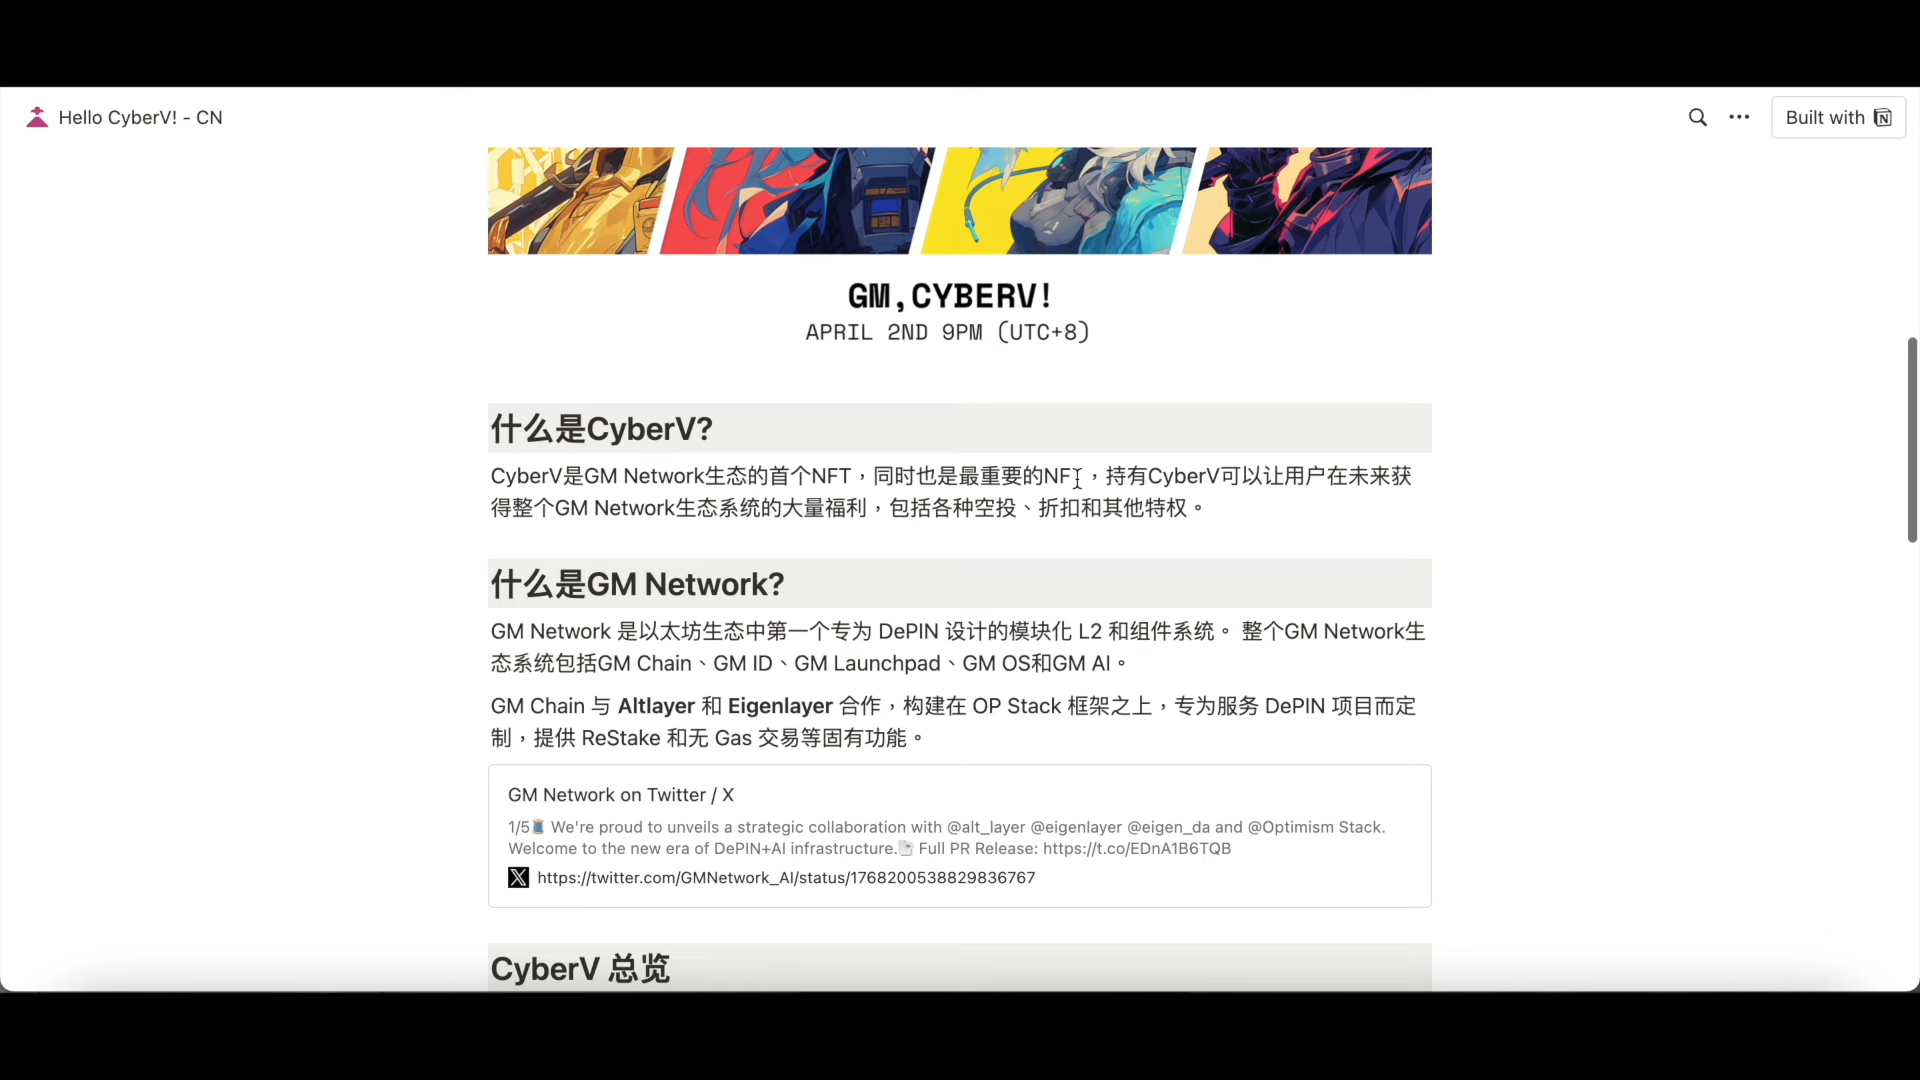 Hello CyberV! - CN
Built with
GM,CYBERV!
APRIL 2ND 9PM (UTC+8)
什么是CyberV?
CyberV是GM Network生态的首个NFT，同时也是最重要的NFT，持有CyberV可以让用户在未来获
得整个GM Network生态系统的大量福利，包括各种空投、折扣和其他特权。
什么是GM Network?
GM Network 是以太坊生态中第一个专为 DePIN 设计的模块化 L2 和组件系统。 整个GM Network生
态系统包括GM Chain、GM ID、GM Launchpad、GM OS和GM AI。
GM Chain 与 Altlayer 和 Eigenlayer 合作，构建在 OP Stack 框架之上，专为服务 DePIN 项目而定
制，提供 ReStake 和无 Gas 交易等固有功能。
GM Network on Twitter / X
1/5🧵 We're proud to unveils a strategic collaboration with @alt_layer @eigenlayer @eigen_da and @Optimism Stack.
Welcome to the new era of DePIN+AI infrastructure. Full PR Release: https://t.co/EDnA1B6TQB
https://twitter.com/GMNetwork_AI/status/1768200538829836767
CyberV 总览